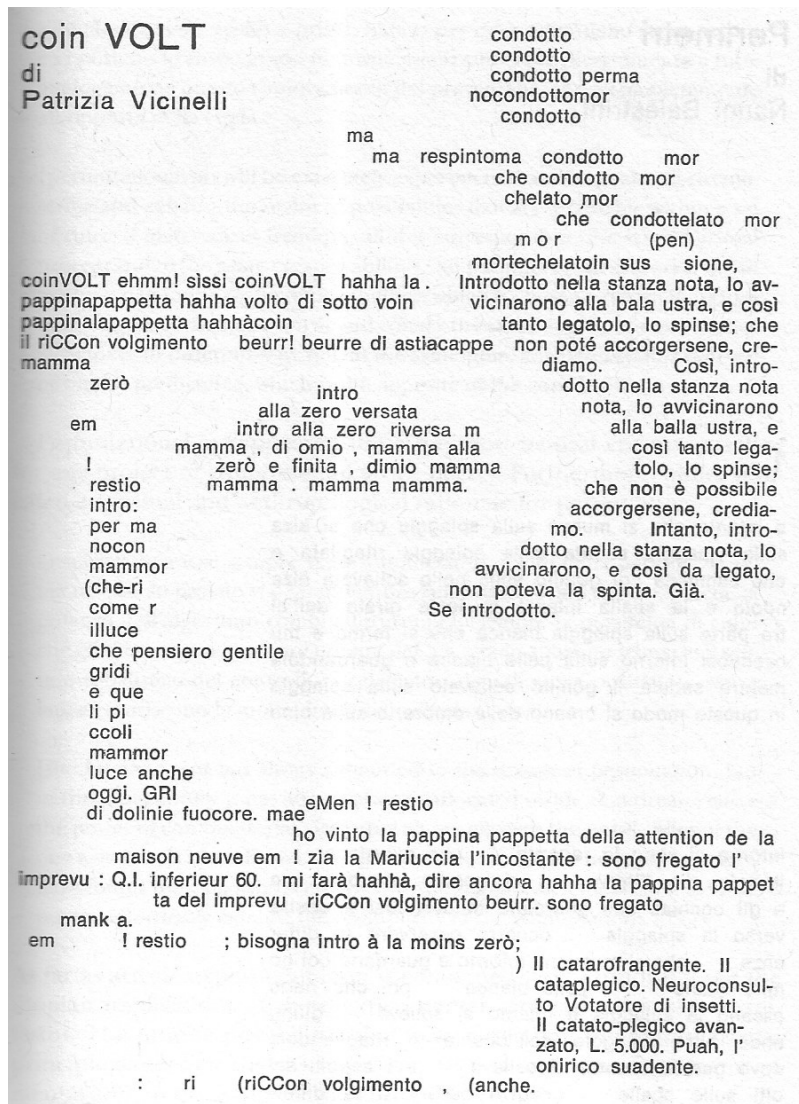 coin VOLT
di
Patrizia Vicinelli
condotto
condotto
condotto perma
nocondottomor
condotto
ma
ma respintoma condotto mor
che condotto mor
chelato mor
che condottelato mor
m o r (pen)
mortechelatoin sus sione,
coinVOLT ehmm! sìssi coinVOLT hahha la .
pappinapappetta hahha volto di sotto voin
pappinalapappetta hahhàcoin
il riCCon volgimento beurr! beurre di astiacappe
mamma
zerò
Introdotto nella stanza nota, lo av-
vicinarono alla bala ustra, e così
tanto legatolo, lo spinse; che
non poté accorgersene, cre-
diamo. Così, intro-
dotto nella stanza nota
nota, lo avvicinarono
alla balla ustra, e
così tanto lega-
tolo, lo spinse;
che non è possibile
accorgersene, credia-
mo. Intanto, intro-
dotto nella stanza nota, lo
avvicinarono, e così da legato,
non poteva la spinta. Già.
Se introdotto.
intro
alla zero versata
intro alla zero riversa m
mamma , di omio , mamma alla
zerò e finita , dimio mamma
mamma , mamma mamma.
em
!
restio
intro:
per ma
nocon
mammor
(che-ri
come r
illuce
che pensiero gentile
gridi
e que
li pi
ccoli
mammor
luce anche
oggi. GRI
di dolinie fuocore. mae
eMen ! restio
ho vinto la pappina pappetta della attention de la
maison neuve em ! zia la Mariuccia l'incostante : sono fregato l'
imprevu : Q.I. inferieur 60. mi farà hahhà, dire ancora hahha la pappina pappet
ta del imprevu riCCon volgimento beurr. sono fregato
mank a.
em ! restio ; bisogna intro à la moins zerò;
) Il catarofrangente. Il
cataplegico. Neuroconsul-
to Votatore di insetti.
Il catato-plegico avan-
zato, L. 5.000. Puah, l'
onirico suadente.
: ri (riCCon volgimento , (anche.